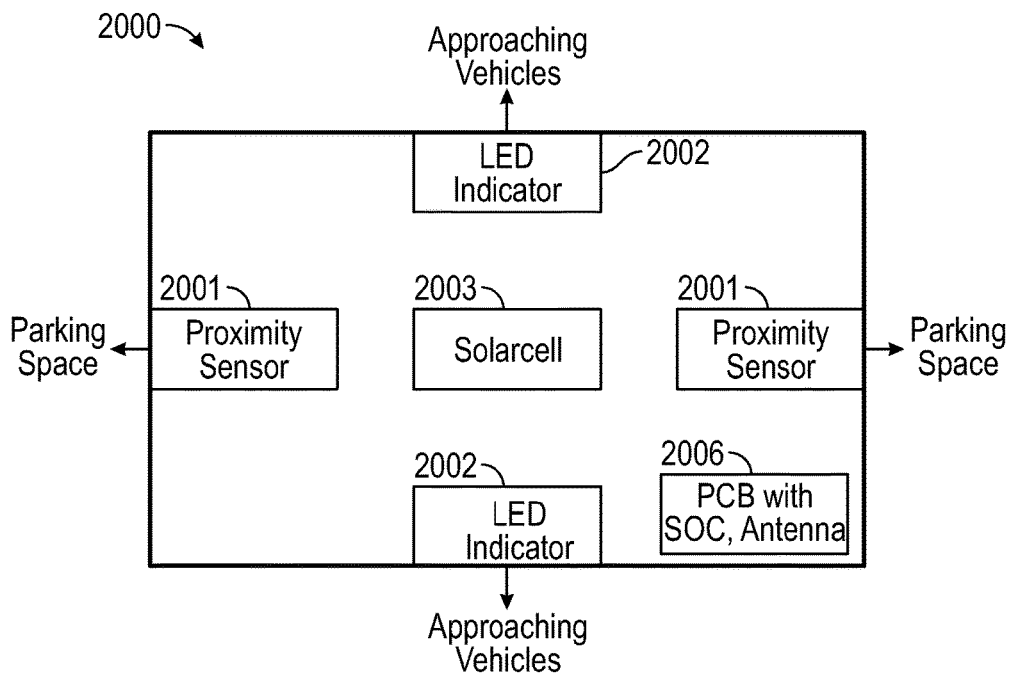 2000
Approaching
Vehicles
LED
Indicator
2002
2001
2003
2001
Parking
Space
Proximity
Sensor
Solarcell
Proximity
Sensor
Parking
Space
2002
2006
LED
Indicator
PCB with
SOC, Antenna
Approaching
Vehicles